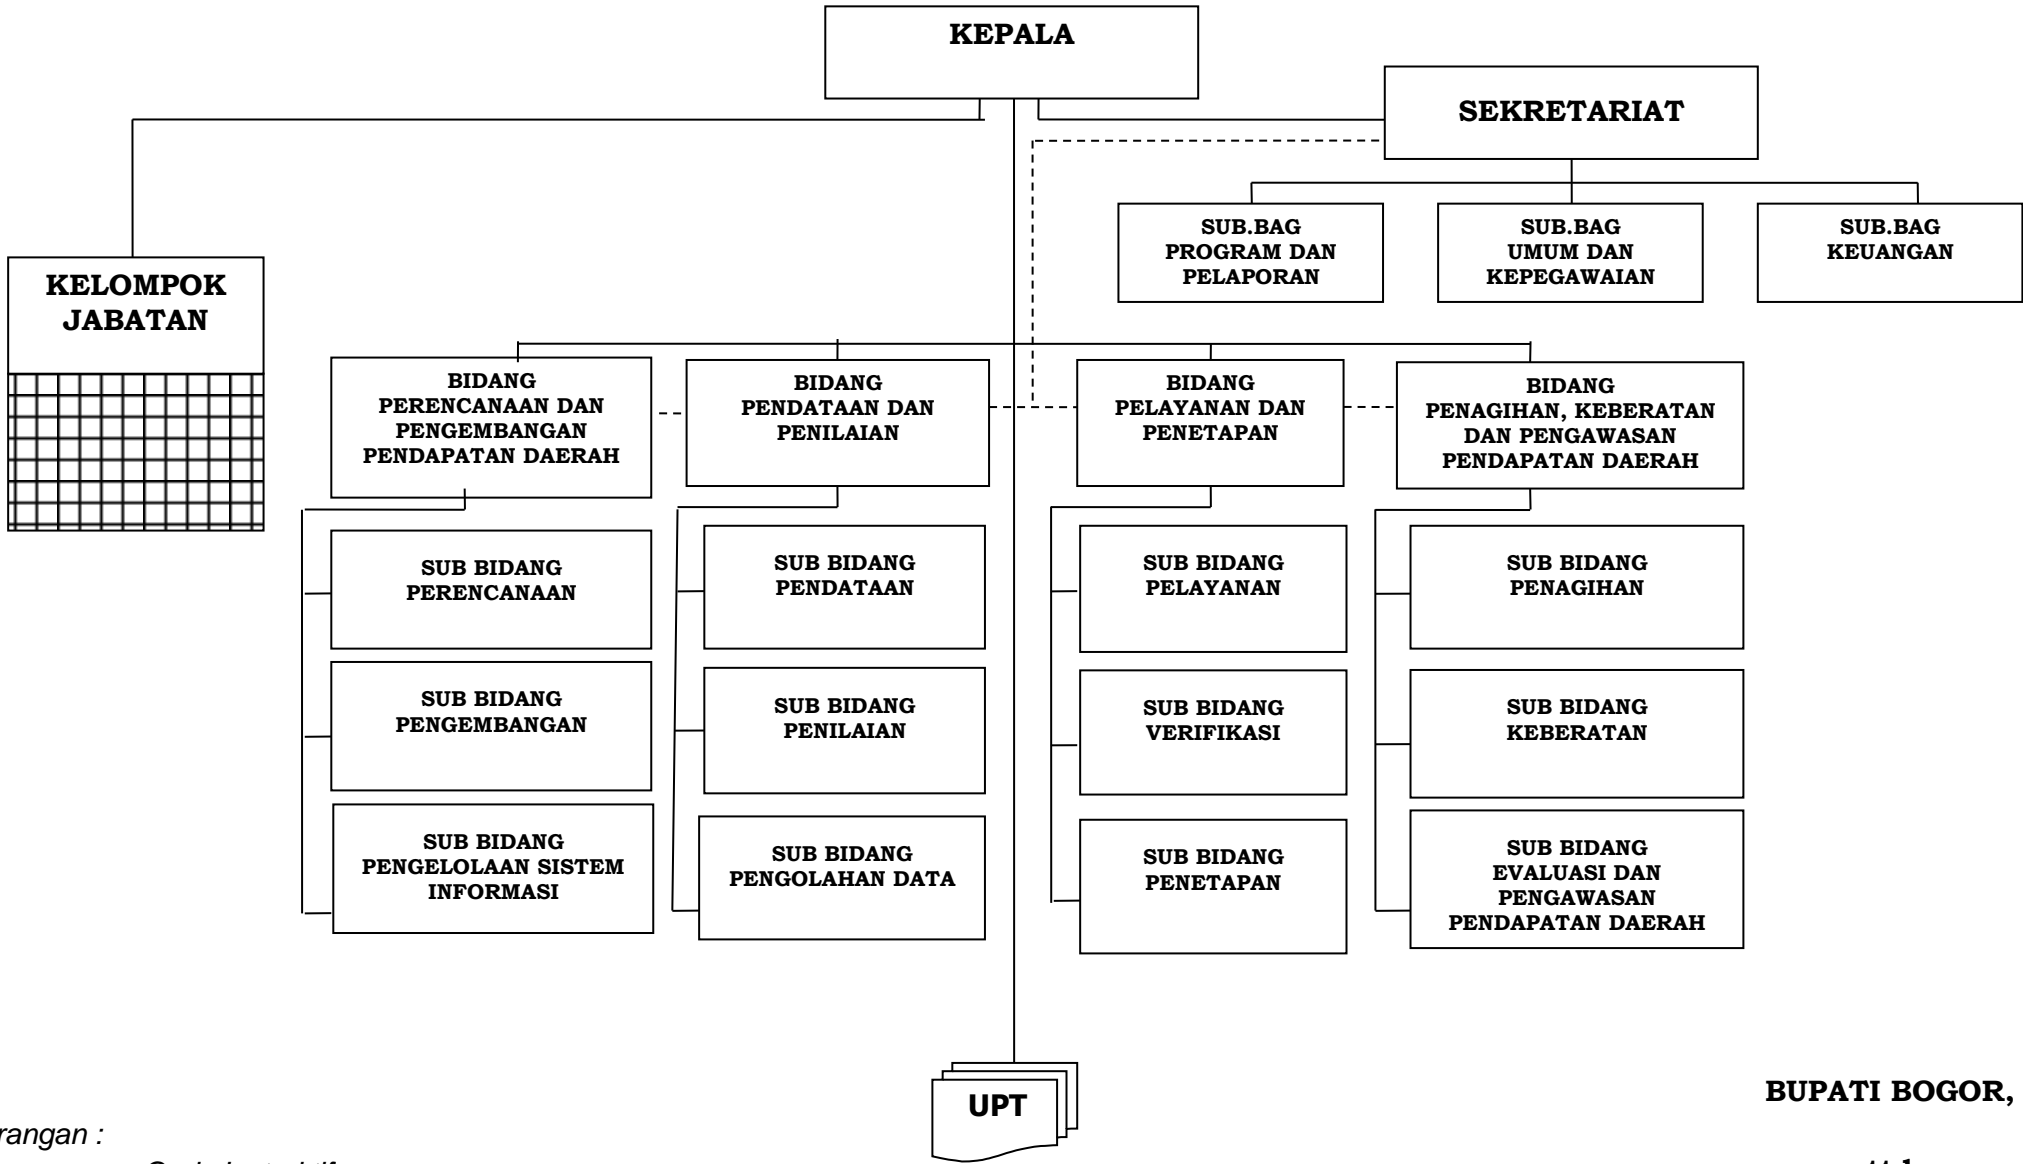 KEPALA
SEKRETARIAT
SUB.BAG
PROGRAM DAN
PELAPORAN
SUB.BAG
UMUM DAN
KEPEGAWAIAN
SUB.BAG
KEUANGAN
KELOMPOK
JABATAN
BIDANG
PERENCANAAN DAN
PENGEMBANGAN
PENDAPATAN DAERAH
BIDANG
PENDATAAN DAN
PENILAIAN
BIDANG
PELAYANAN DAN
PENETAPAN
BIDANG
PENAGIHAN, KEBERATAN
DAN PENGAWASAN
PENDAPATAN DAERAH
SUB BIDANG
PERENCANAAN
SUB BIDANG
PENDATAAN
SUB BIDANG
PELAYANAN
SUB BIDANG
PENAGIHAN
SUB BIDANG
PENGEMBANGAN
SUB BIDANG
PENILAIAN
SUB BIDANG
VERIFIKASI
SUB BIDANG
KEBERATAN
SUB BIDANG
PENGELOLAAN SISTEM
INFORMASI
SUB BIDANG
PENGOLAHAN DATA
SUB BIDANG
PENETAPAN
SUB BIDANG
EVALUASI DAN
PENGAWASAN
PENDAPATAN DAERAH
UPT
BUPATI BOGOR,
rangan :